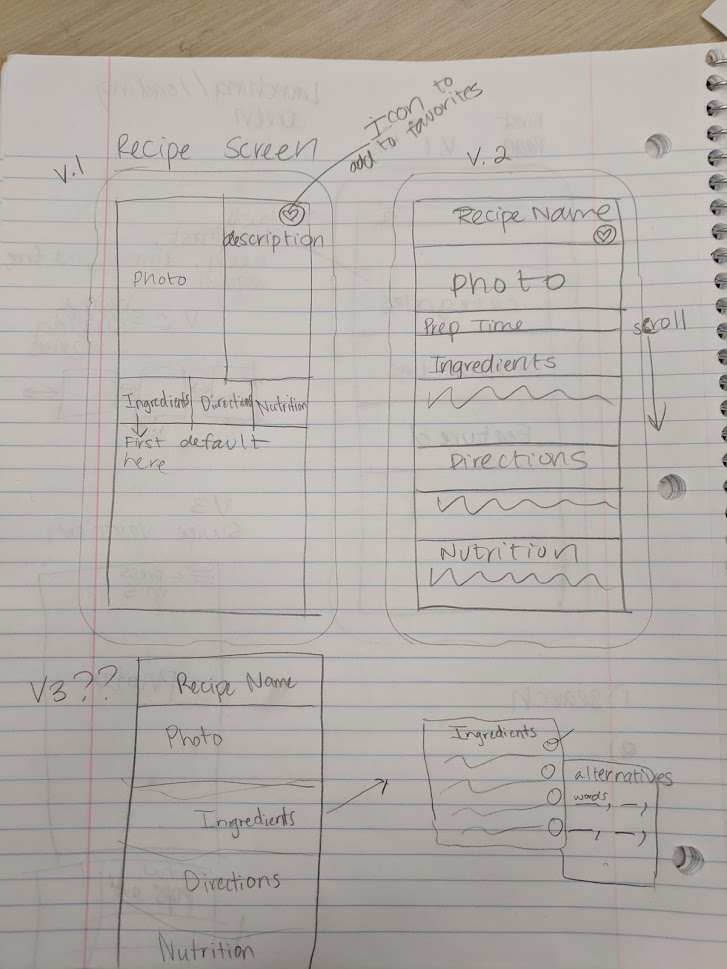 Recipe Screen
Icon to
add to favorites
V.1
description
Photo
Ingredients
Directions
Nutrition
First default
here
V.2
Recipe Name
Photo
Prep Time
Ingredients
Directions
Nutrition
scroll
V3??
Recipe Name
Photo
Ingredients
Directions
Nutrition
Ingredients
alternatives
words, —,
—, —,